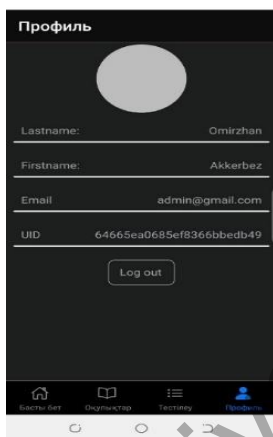 Профиль
Lastname: Omirzhan
Firstname: Akkerbez
Email admin@gmail.com
UID 64665ea0685ef8366bbedb49
Log out
Басты бет Оқулықтар Тестілеу Профиль